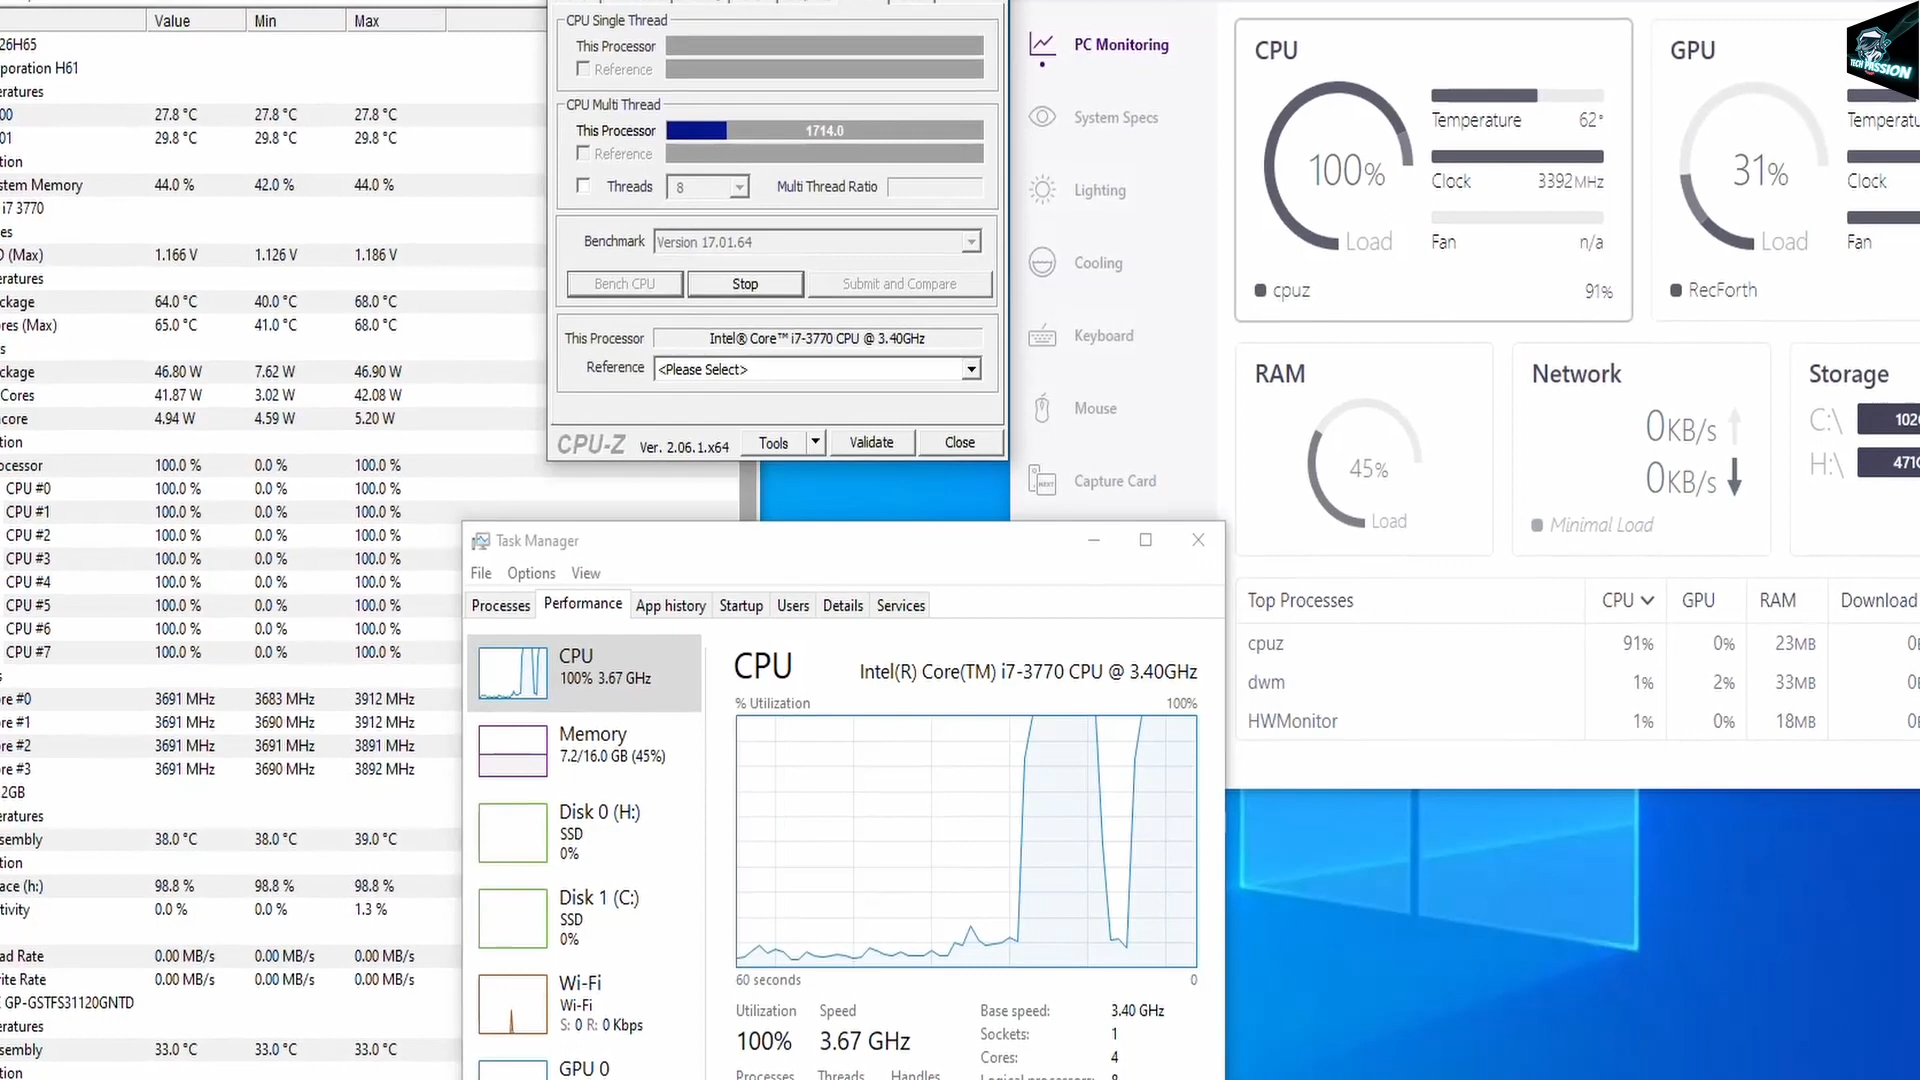 Value Min Max
26H65
poration H61
eratures
00 27.8 °C 27.8 °C 27.8 °C
01 29.8 °C 29.8 °C 29.8 °C
tion
stem Memory 44.0 % 42.0 % 44.0 %
i7 3770
es
D (Max) 1.166 V 1.126 V 1.186 V
eratures
ckage 64.0 °C 40.0 °C 68.0 °C
ores (Max) 65.0 °C 41.0 °C 68.0 °C
s
ckage 46.80 W 7.62 W 46.90 W
Cores 41.87 W 3.02 W 42.08 W
core 4.94 W 4.59 W 5.20 W
tion
ocessor 100.0 % 0.0 % 100.0 %
CPU #0 100.0 % 0.0 % 100.0 %
CPU #1 100.0 % 0.0 % 100.0 %
CPU #2 100.0 % 0.0 % 100.0 %
CPU #3 100.0 % 0.0 % 100.0 %
CPU #4 100.0 % 0.0 % 100.0 %
CPU #5 100.0 % 0.0 % 100.0 %
CPU #6 100.0 % 0.0 % 100.0 %
CPU #7 100.0 % 0.0 % 100.0 %
s
re #0 3691 MHz 3683 MHz 3912 MHz
re #1 3691 MHz 3690 MHz 3912 MHz
re #2 3691 MHz 3691 MHz 3891 MHz
re #3 3691 MHz 3690 MHz 3892 MHz
2GB
eratures
sembly 38.0 °C 38.0 °C 39.0 °C
tion
ace (h:) 98.8 % 98.8 % 98.8 %
tivity 0.0 % 0.0 % 1.3 %
ad Rate 0.00 MB/s 0.00 MB/s 0.00 MB/s
rite Rate 0.00 MB/s 0.00 MB/s 0.00 MB/s
E GP-GSTFS31120GNTD
eratures
sembly 33.0 °C 33.0 °C 33.0 °C
tion
CPU Single Thread
This Processor
Reference
CPU Multi Thread
This Processor 1714.0
Reference
Threads 8 Multi Thread Ratio
Benchmark Version 17.01.64
Bench CPU Stop Submit and Compare
This Processor Intel® Core™ i7-3770 CPU @ 3.40GHz
Reference <Please Select>
CPU-Z Ver. 2.06.1.x64 Tools Validate Close
PC Monitoring
System Specs
Lighting
Cooling
Keyboard
Mouse
NEXT
Capture Card
CPU
100%
Load
Temperature 62°
Clock 3392MHz
Fan n/a
cpuz 91%
GPU
31%
Load
Temperatu
Clock
Fan
RecForth
TECH PASSION
RAM
45%
Load
Network
0KB/s
0KB/s
Minimal Load
Storage
C:\ 102
H:\ 471
Top Processes CPU GPU RAM Download
cpuz 91% 0% 23MB 0
dwm 1% 2% 33MB 0
HWMonitor 1% 0% 18MB 0
Task Manager
File Options View
Processes Performance App history Startup Users Details Services
CPU
100% 3.67 GHz
Memory
7.2/16.0 GB (45%)
Disk 0 (H:)
SSD
0%
Disk 1 (C:)
SSD
0%
Wi-Fi
Wi-Fi
S: 0 R: 0 Kbps
GPU 0
CPU Intel(R) Core(TM) i7-3770 CPU @ 3.40GHz
% Utilization 100%
60 seconds 0
Utilization Speed Base speed: 3.40 GHz
100% 3.67 GHz Sockets: 1
Cores: 4
Processes Threads Handles Logical processors: 8